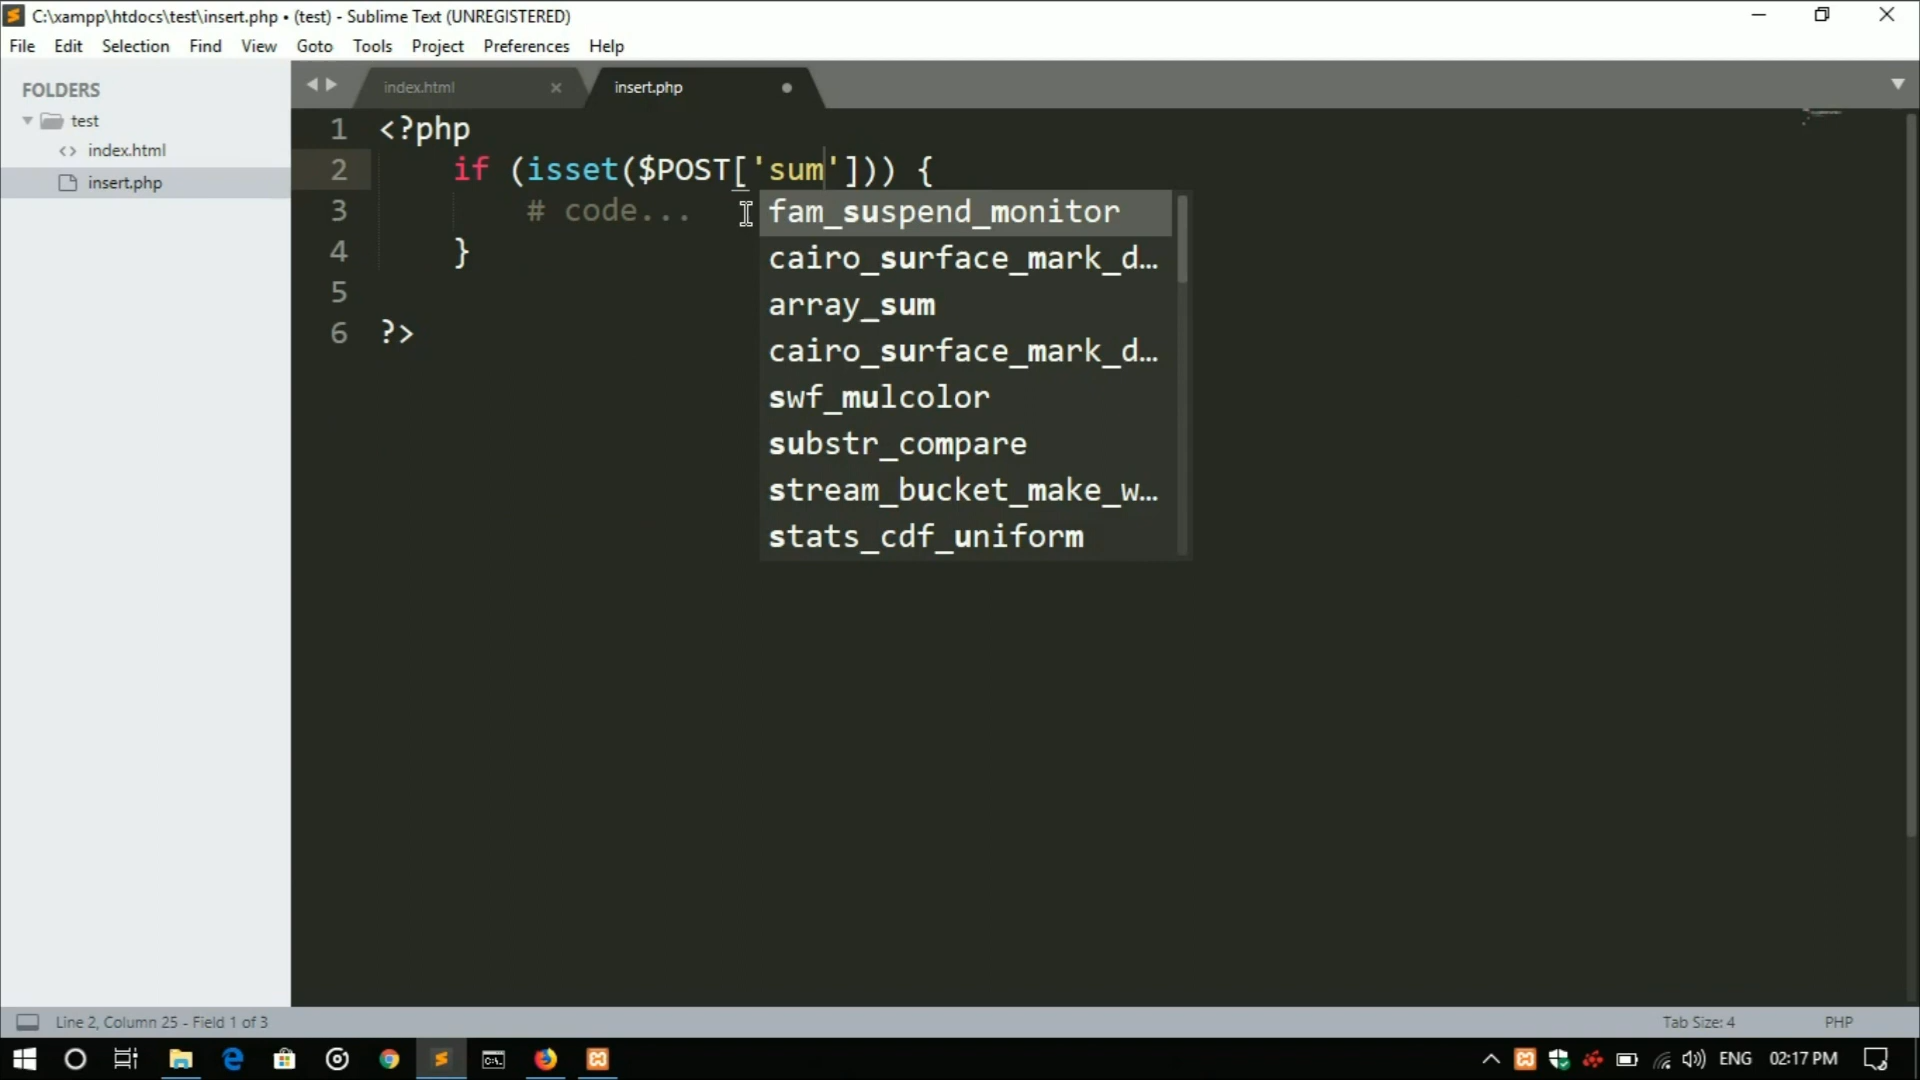 C:\xampp\htdocs\test\insert.php • (test) - Sublime Text (UNREGISTERED)
File Edit Selection Find View Goto Tools Project Preferences Help
FOLDERS
test
index.html
insert.php
index.html insert.php
1 <?php
2 if (isset($POST['sum'])) {
3 # code...
4 }
5
6 ?>
fam_suspend_monitor
cairo_surface_mark_d…
array_sum
cairo_surface_mark_d…
swf_mulcolor
substr_compare
stream_bucket_make_w…
stats_cdf_uniform
Line 2, Column 25 - Field 1 of 3 Tab Size: 4 PHP
ENG 02:17 PM